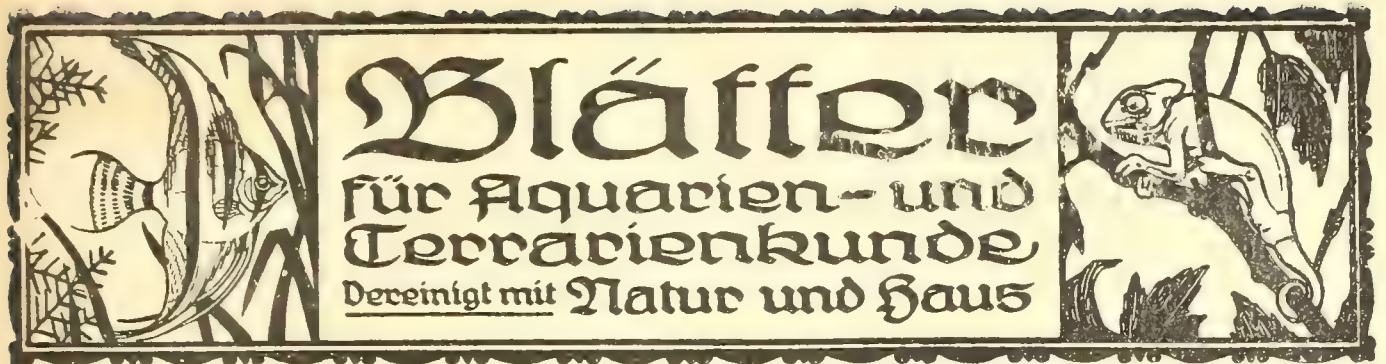 Blätter
für Aquarien- und
Terrarienkunde
Vereinigt mit Natur und Haus